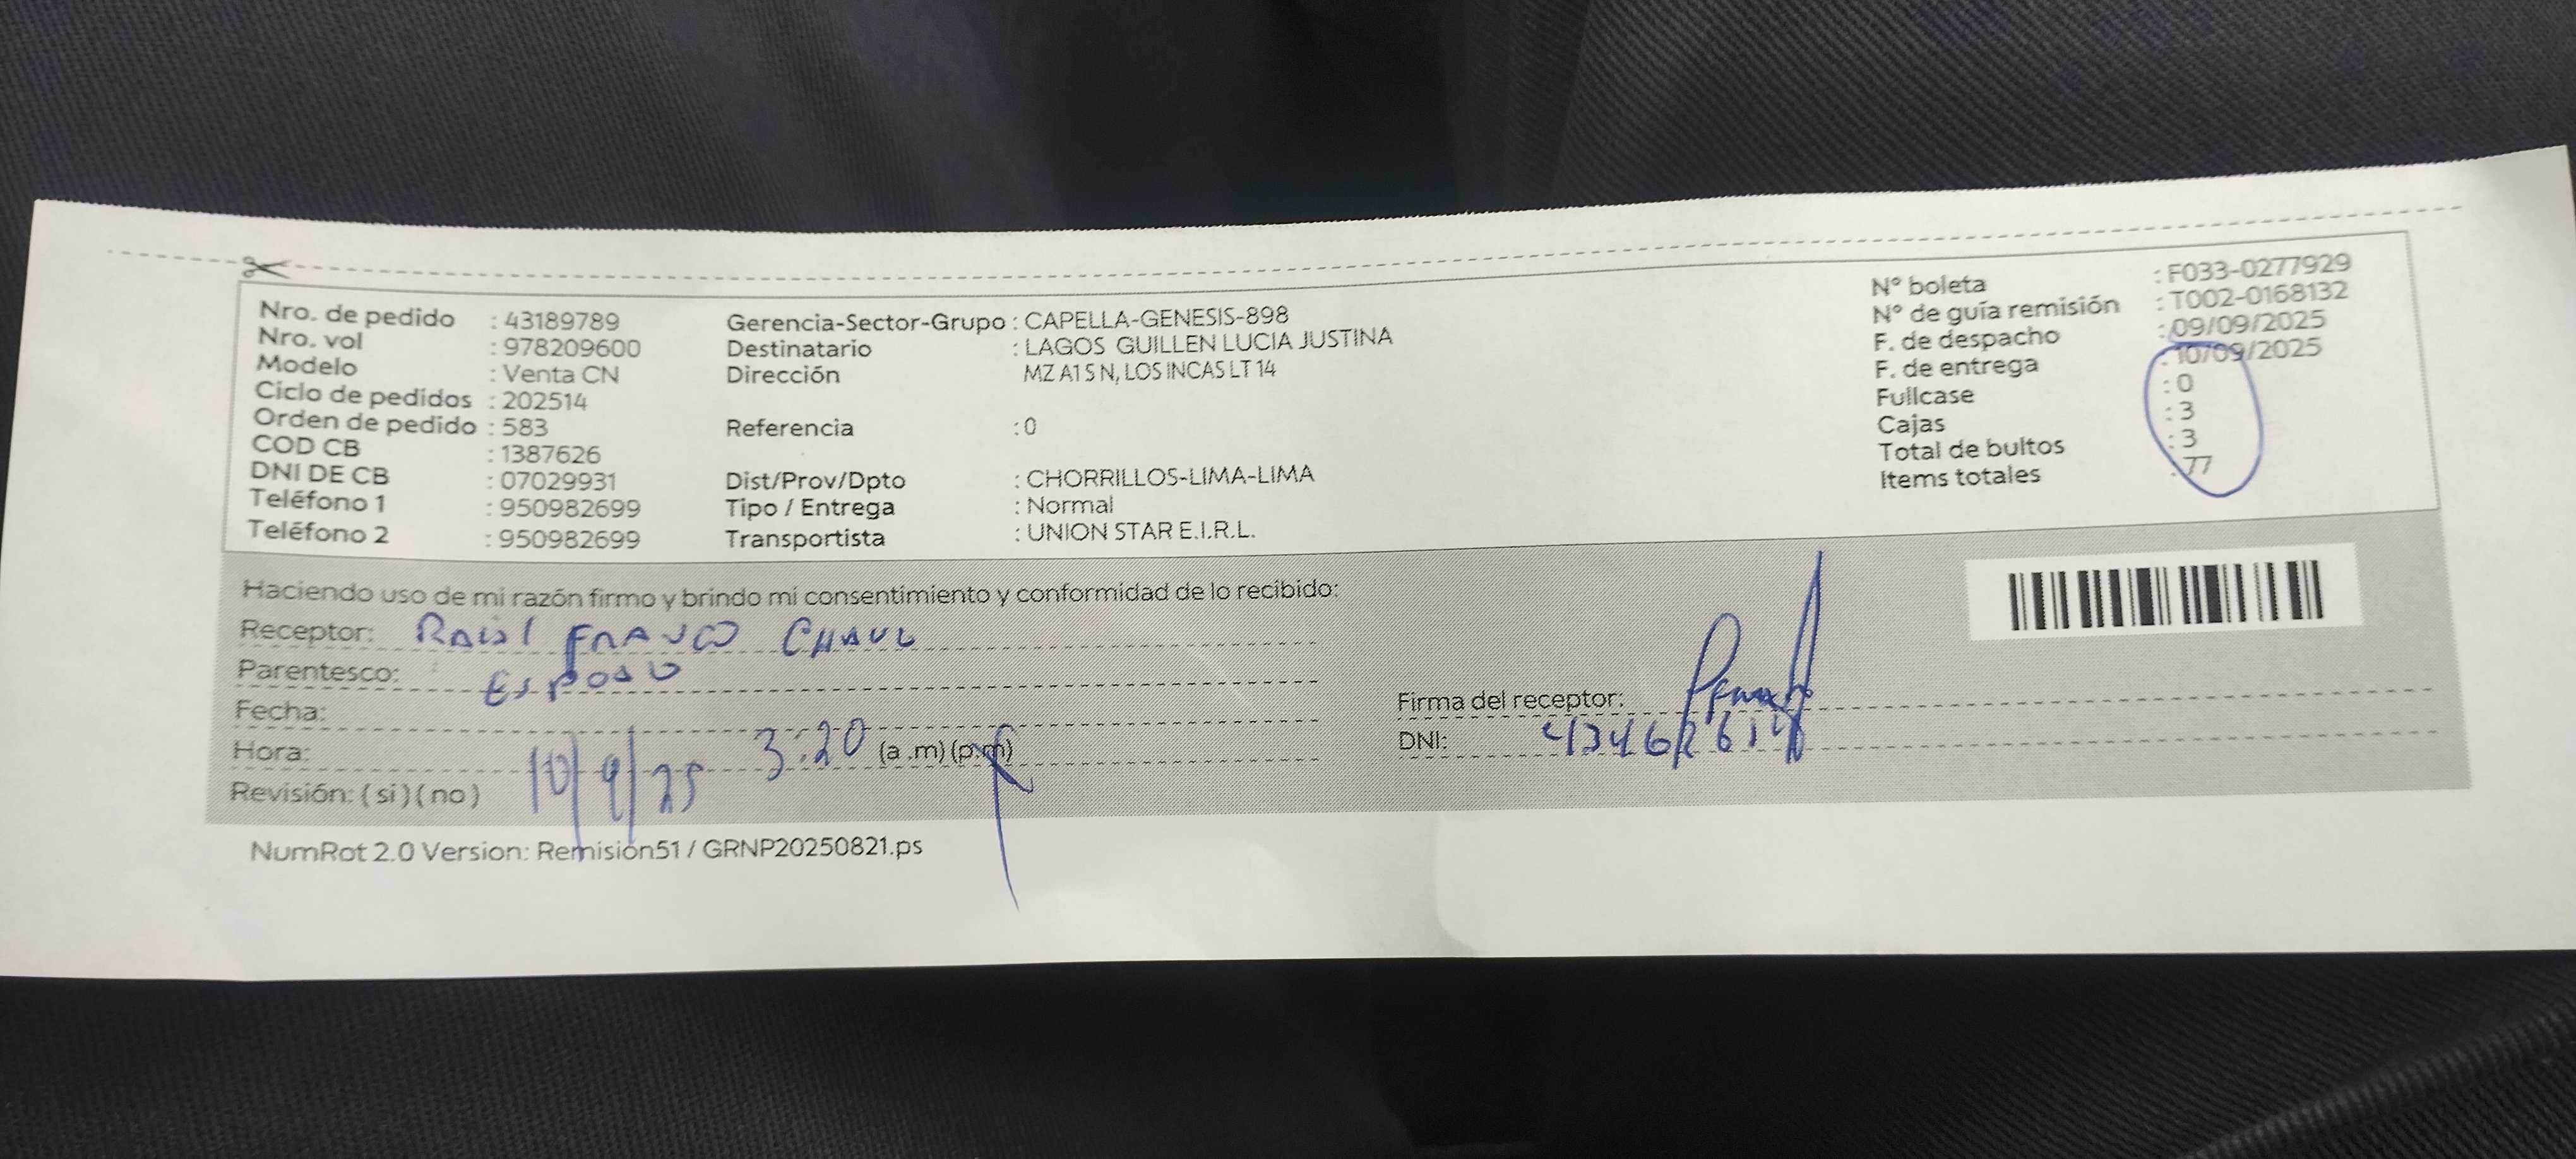 Nro. de pedido : 43189789
Nro. vol : 978209600
Modelo : Venta CN
Ciclo de pedidos : 202514
Orden de pedido : 583
COD CB : 1387626
DNI DE CB : 07029931
Teléfono 1 : 950982699
Teléfono 2 : 950982699
Gerencia-Sector-Grupo : CAPELLA-GENESIS-898
Destinatario : LAGOS GUILLEN LUCIA JUSTINA
Dirección MZ A1 S N, LOS INCAS LT 14
Referencia : 0
Dist/Prov/Dpto : CHORRILLOS-LIMA-LIMA
Tipo / Entrega : Normal
Transportista : UNION STAR E.I.R.L.
N° boleta : F033-0277929
N° de guía remisión : T002-0168132
F. de despacho : 09/09/2025
F. de entrega : 10/09/2025
Fullcase : 0
Cajas : 3
Total de bultos : 3
Items totales : 77
Haciendo uso de mi razón firmo y brindo mi consentimiento y conformidad de lo recibido:
Receptor: Raúl FRANCO
Parentesco: Esposo
Fecha: 10/9/25
Hora: 3:20 (a .m) (p.m)
Revisión: ( si ) ( no )
Firma del receptor:
DNI:
NumRot 2.0 Version: Remisión51 / GRNP20250821.ps